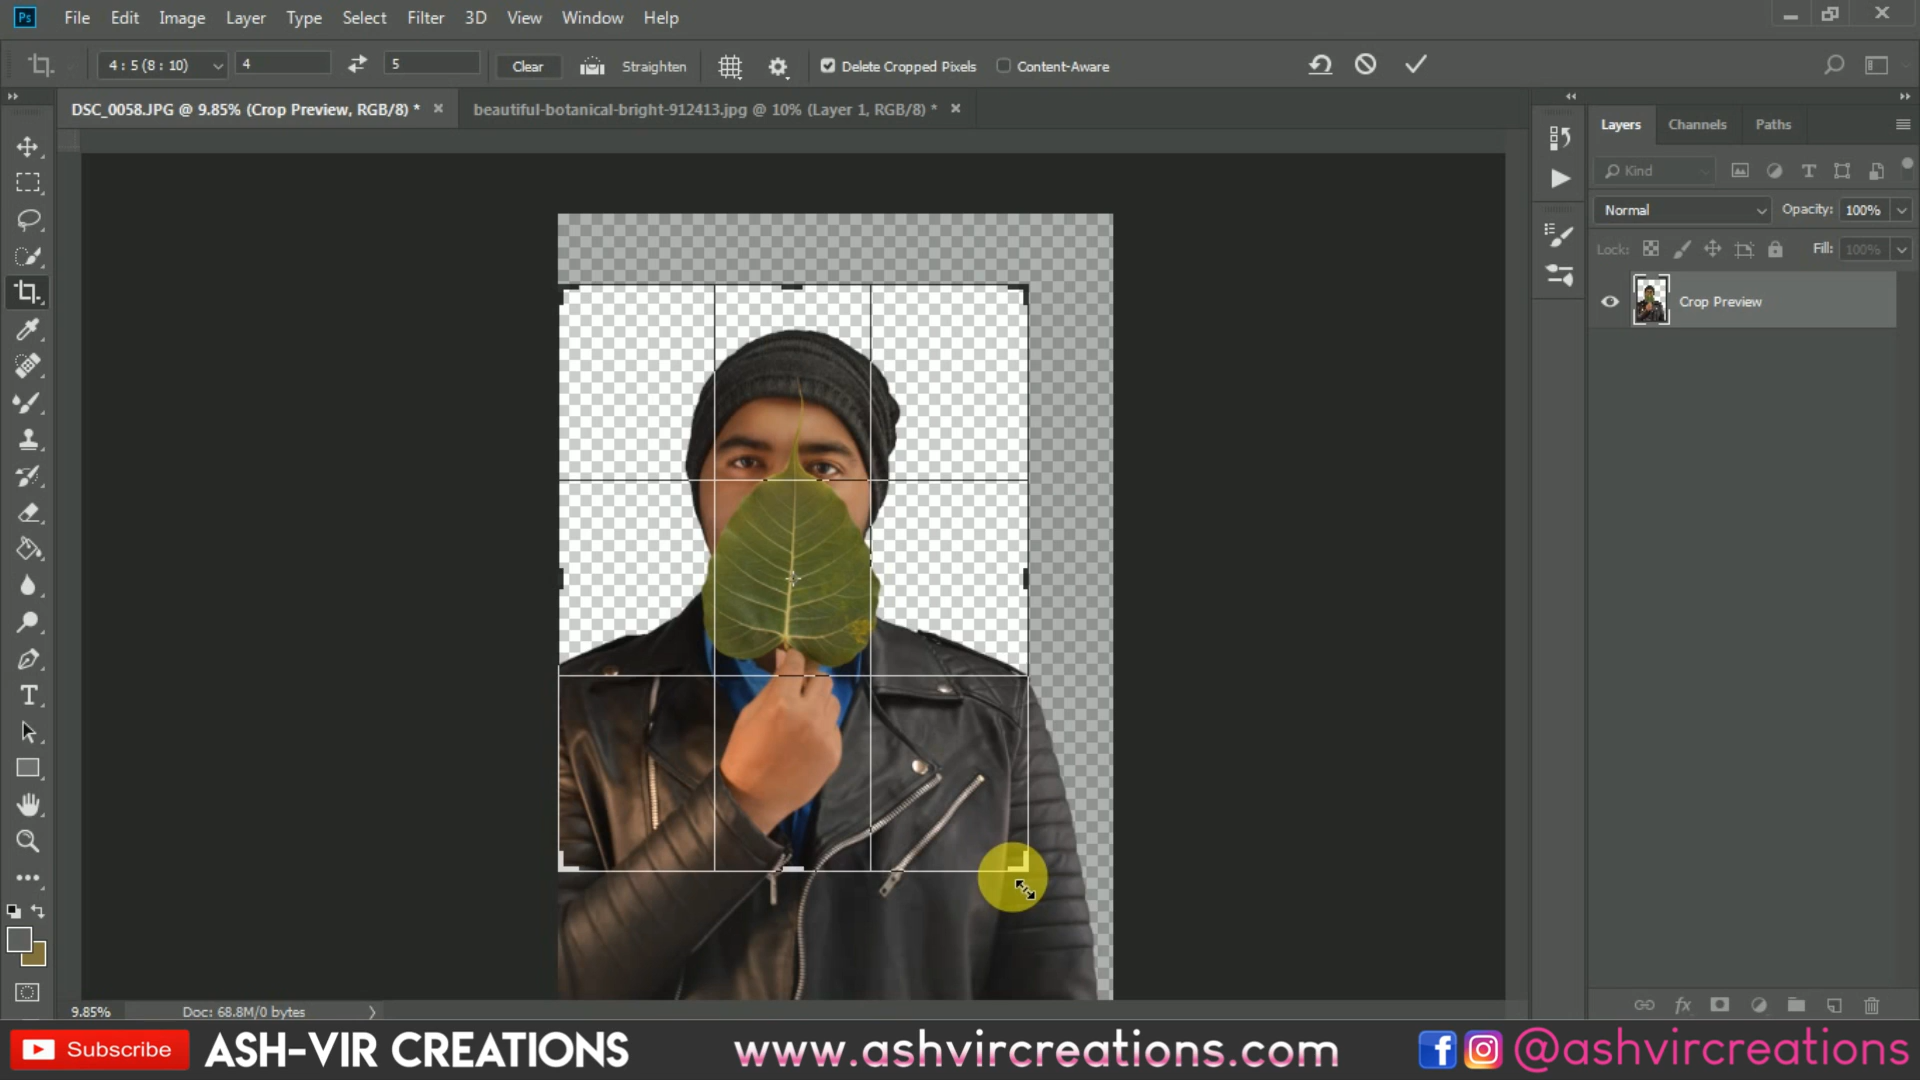 Ps File Edit Image Layer Type Select Filter 3D View Window Help
4 : 5 (8 : 10) 4 5 Clear Straighten Delete Cropped Pixels Content-Aware
DSC_0058.JPG @ 9.85% (Crop Preview, RGB/8) * beautiful-botanical-bright-912413.jpg @ 10% (Layer 1, RGB/8) *
Layers Channels Paths
Kind
Normal Opacity: 100%
Lock: Fill: 100%
Crop Preview
9.85% Doc: 68.8M/0 bytes
Subscribe ASH-VIR CREATIONS www.ashvircreations.com @ashvircreations